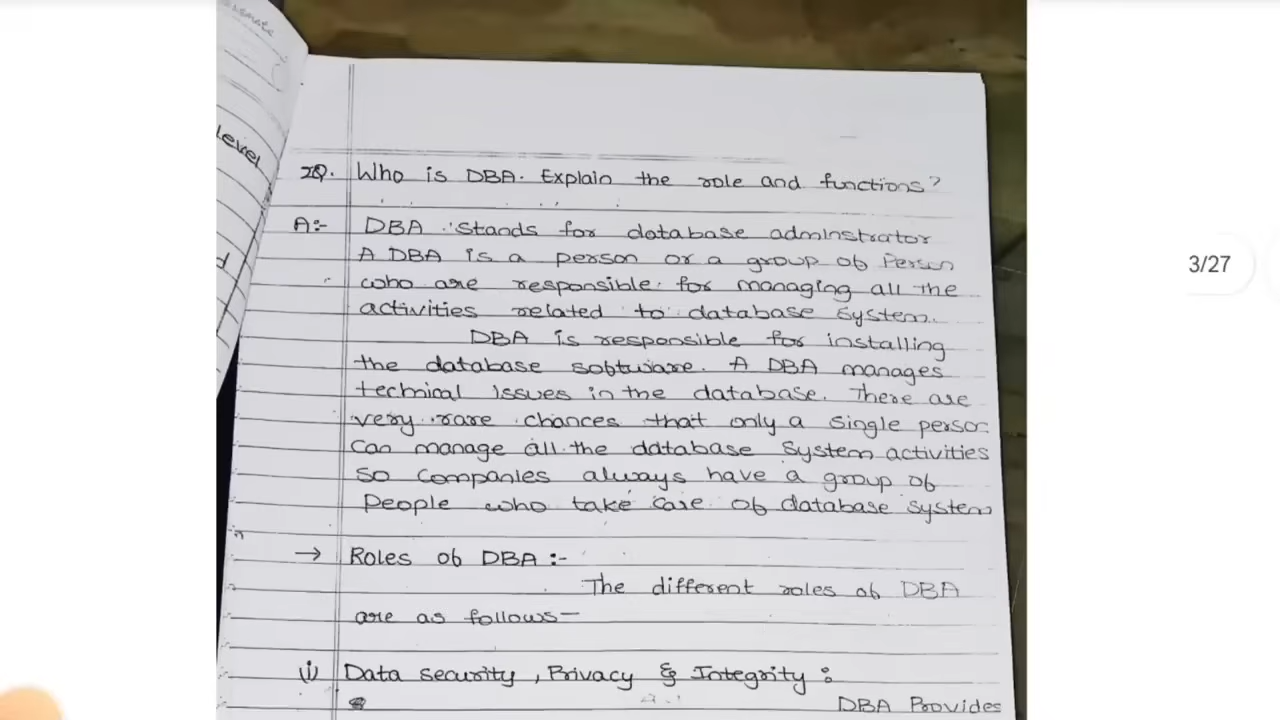 level
2Q. Who is DBA. Explain the role and functions?
A:- DBA stands for database adminstrator
A DBA is a person or a group of Person
who are responsible for managing all the
activities related to database system.
DBA is responsible for installing
the database software. A DBA manages
technical issues in the database. There are
very rare chances that only a single person
can manage all the database system activities
so companies always have a group of
People who take care of database system
→ Roles of DBA :-
The different roles of DBA
are as follows-
(i) Data security, Privacy & Integrity :
DBA Provides
3/27